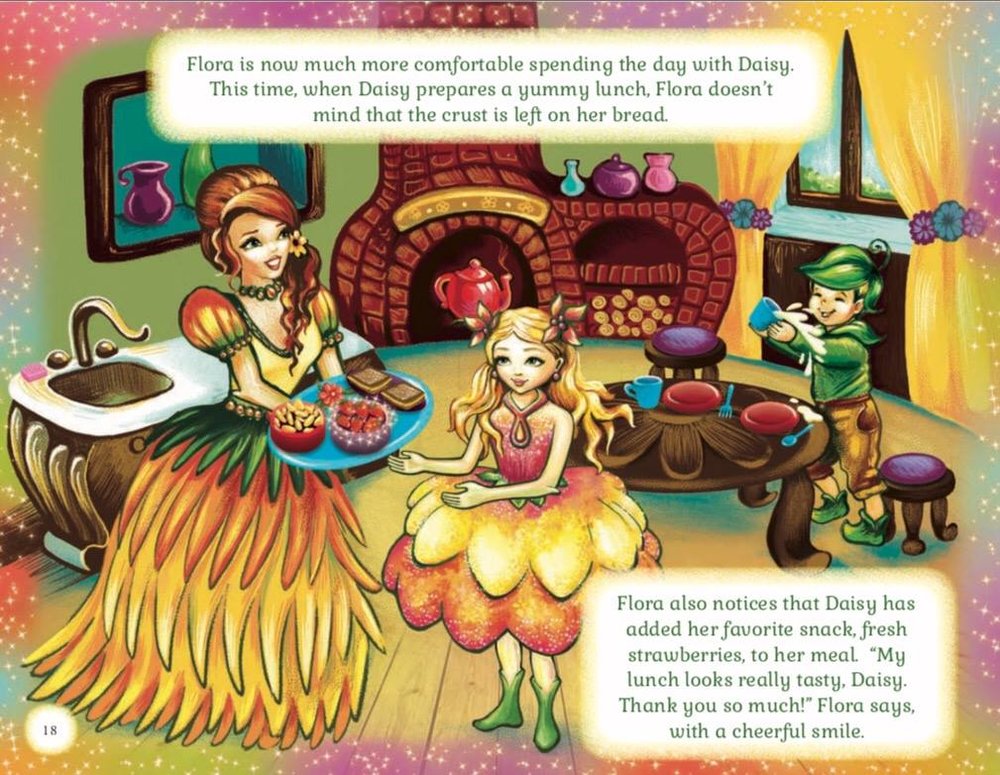 Flora is now much more comfortable spending the day with Daisy.
This time, when Daisy prepares a yummy lunch, Flora doesn’t
mind that the crust is left on her bread.
Flora also notices that Daisy has
added her favorite snack, fresh
strawberries, to her meal.  “My
lunch looks really tasty, Daisy.
Thank you so much!” Flora says,
with a cheerful smile.
18